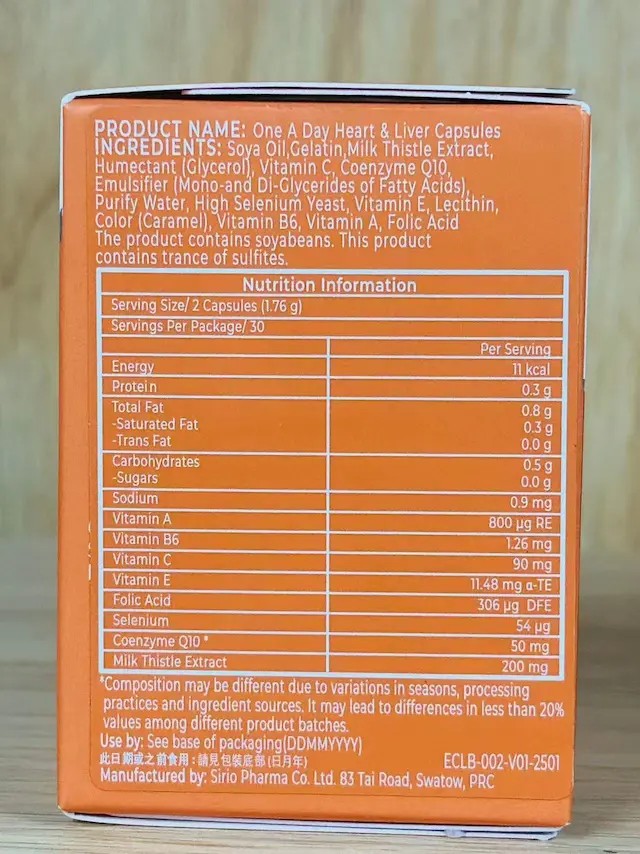 PRODUCT NAME: One A Day Heart & Liver Capsules
INGREDIENTS: Soya Oil,Gelatin,Milk Thistle Extract,
Humectant (Glycerol), Vitamin C, Coenzyme Q10,
Emulsifier (Mono-and Di-Glycerides of Fatty Acids),
Purify Water, High Selenium Yeast, Vitamin E, Lecithin,
Color (Caramel), Vitamin B6, Vitamin A, Folic Acid
The product contains soyabeans. This product
contains trance of sulfites.
Nutrition Information
Serving Size/ 2 Capsules (1.76 g)
Servings Per Package/ 30
Per Serving
Energy 11 kcal
Protein 0.3 g
Total Fat 0.8 g
-Saturated Fat 0.3 g
-Trans Fat 0.0 g
Carbohydrates 0.5 g
-Sugars 0.0 g
Sodium 0.9 mg
Vitamin A 800 µg RE
Vitamin B6 1.26 mg
Vitamin C 90 mg
Vitamin E 11.48 mg α-TE
Folic Acid 306 µg DFE
Selenium 54 µg
Coenzyme Q10 * 50 mg
Milk Thistle Extract 200 mg
*Composition may be different due to variations in seasons, processing
practices and ingredient sources. It may lead to differences in less than 20%
values among different product batches.
Use by: See base of packaging(DDMMYYYY)
此日期或之前食用：請見包裝底部 (日月年) ECLB-002-V01-2501
Manufactured by: Sirio Pharma Co. Ltd. 83 Tai Road, Swatow, PRC